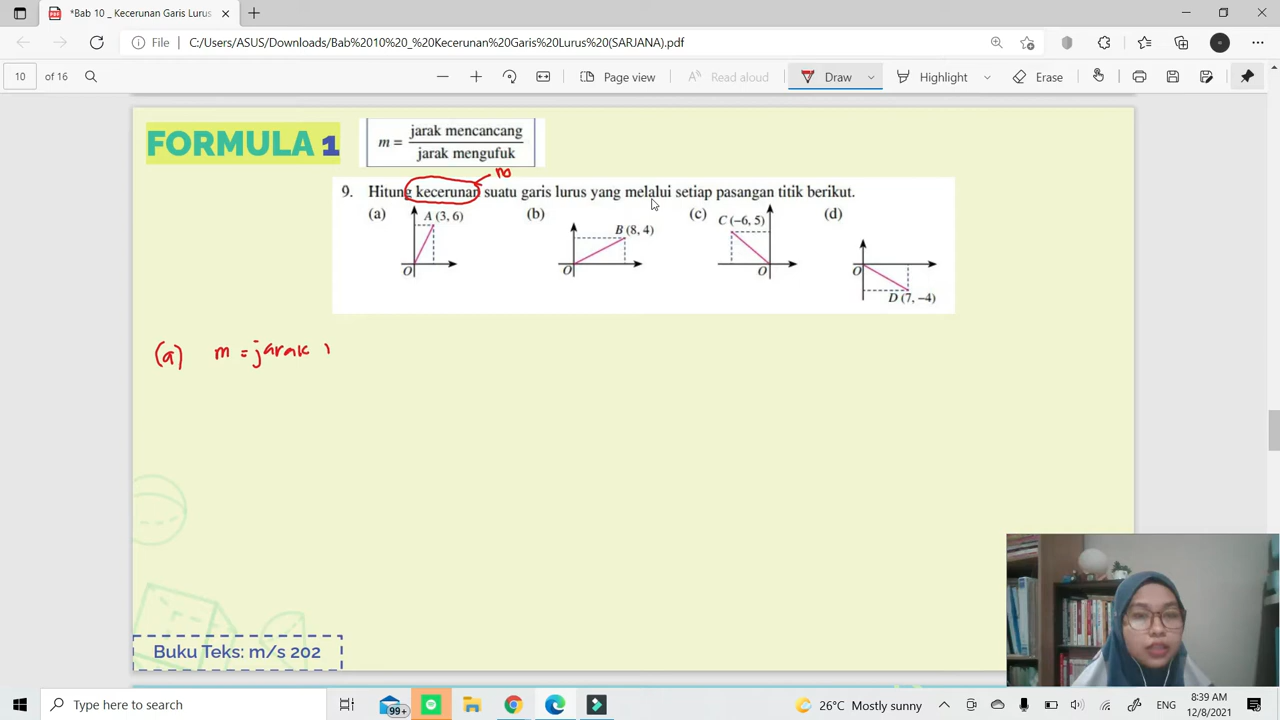 *Bab 10 _ Kecerunan Garis Lurus
File C:/Users/ASUS/Downloads/Bab%2010%20_%20Kecerunan%20Garis%20Lurus%20(SARJANA).pdf
10 of 16 Page view Read aloud Draw Highlight Erase
FORMULA 1
m = jarak mencancang
jarak mengufuk
m
9. Hitung kecerunan suatu garis lurus yang melalui setiap pasangan titik berikut.
(a) A (3, 6) O
(b) B (8, 4) O
(c) C (−6, 5) O
(d) O D (7, −4)
(a) m = jarak
Buku Teks: m/s 202
Type here to search
99+
26°C Mostly sunny
ENG
8:39 AM
12/8/2021